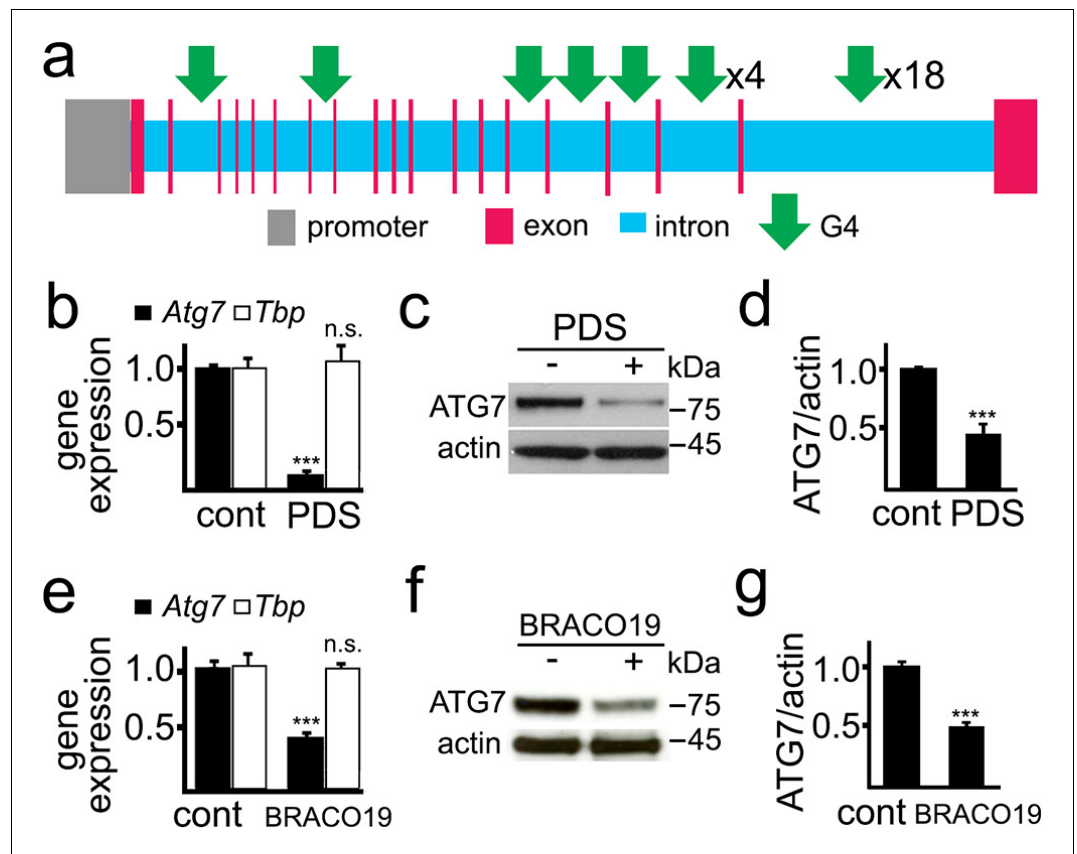 a
x4 x18
promoter exon intron G4
b
Atg7 Tbp
n.s.
gene expression
1.0
0.5
***
cont PDS
c
PDS
- + kDa
ATG7 –75
actin –45
d
ATG7/actin
1.0
0.5
***
cont PDS
e
Atg7 Tbp
n.s.
gene expression
1.0
0.5
***
cont BRACO19
f
BRACO19
- + kDa
ATG7 –75
actin –45
g
ATG7/actin
1.0
0.5
***
cont BRACO19